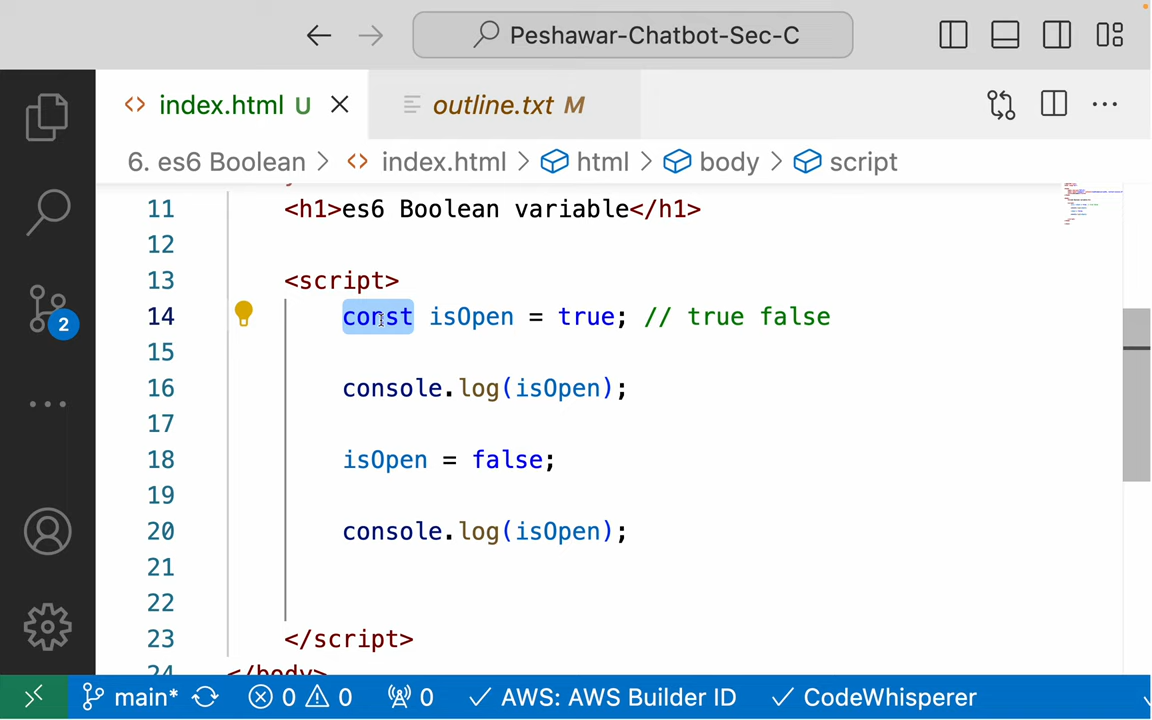 Peshawar-Chatbot-Sec-C
index.html U
outline.txt M
6. es6 Boolean > index.html > html > body > script
11 <h1>es6 Boolean variable</h1>
12
13 <script>
14 const isOpen = true; // true false
15
16 console.log(isOpen);
17
18 isOpen = false;
19
20 console.log(isOpen);
21
22
23 </script>
24 </body>
2
main* 0 0 0 AWS: AWS Builder ID CodeWhisperer